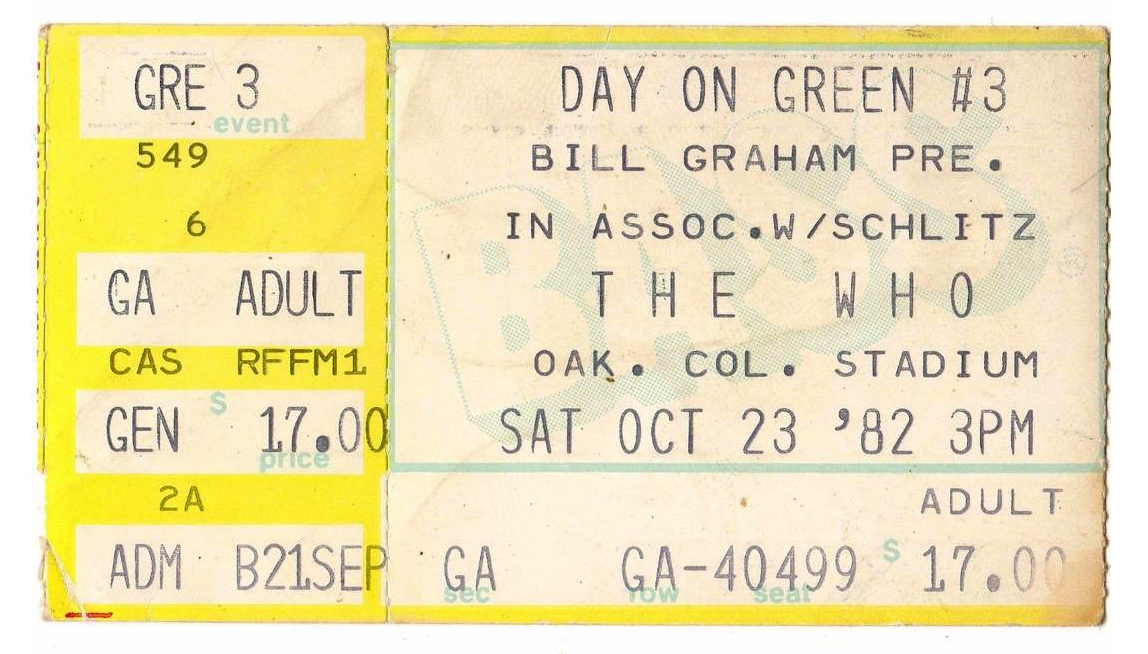 GRE 3
event
549
6
GA ADULT
CAS RFFM1
GEN $ 17.00
price
2A
ADM B21SEP
DAY ON GREEN #3
BILL GRAHAM PRE.
IN ASSOC.W/SCHLITZ
BASS®
THE WHO
OAK. COL. STADIUM
SAT OCT 23 '82 3PM
ADULT
GA GA-40499 $ 17.00
sec row seat